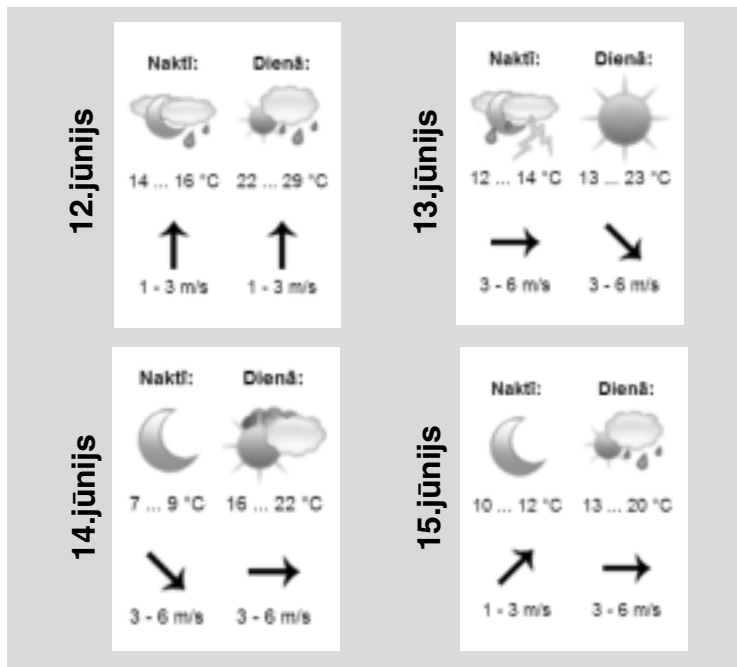 12.jūnijs
Naktī: Dienā:
14 ... 16 °C 22 ... 29 °C
1 - 3 m/s 1 - 3 m/s
13.jūnijs
Naktī: Dienā:
12 ... 14 °C 13 ... 23 °C
3 - 6 m/s 3 - 6 m/s
14.jūnijs
Naktī: Dienā:
7 ... 9 °C 16 ... 22 °C
3 - 6 m/s 3 - 6 m/s
15.jūnijs
Naktī: Dienā:
10 ... 12 °C 13 ... 20 °C
1 - 3 m/s 3 - 6 m/s